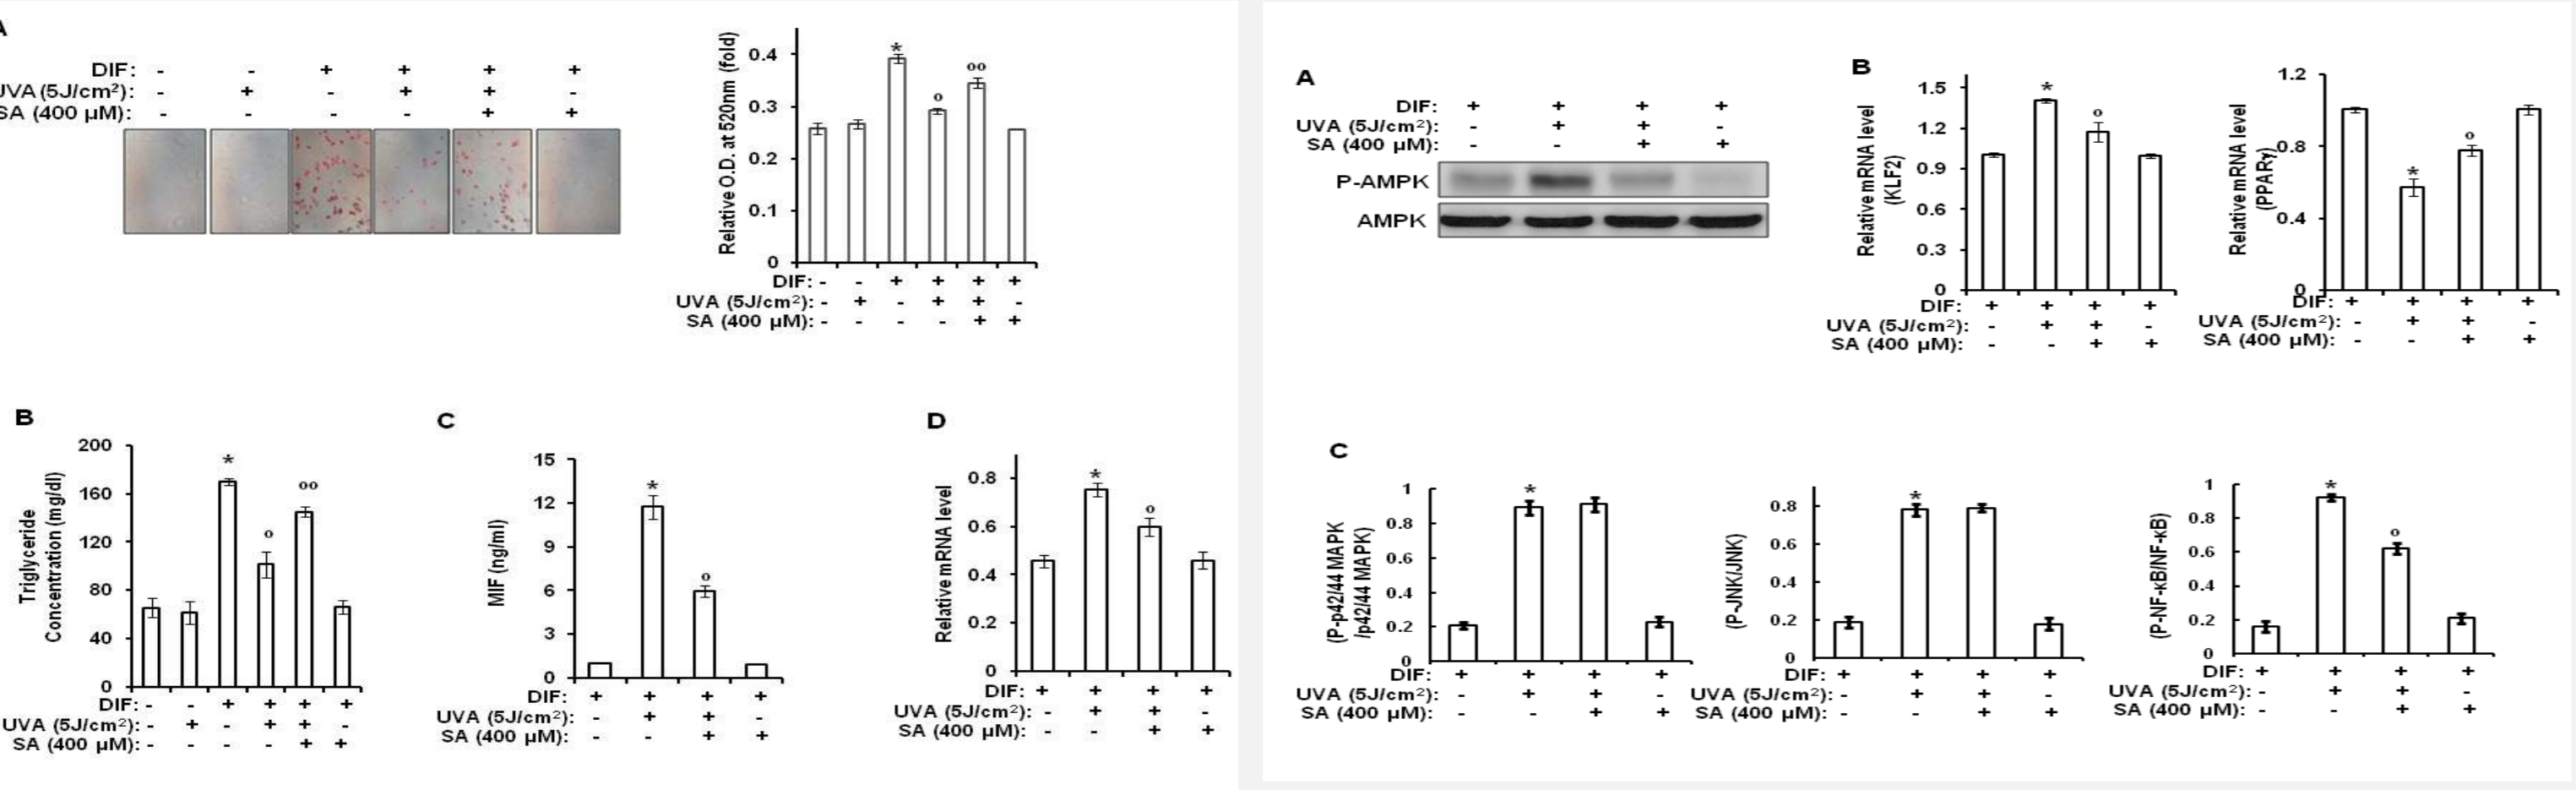 A
DIF: - - + + + +
UVA (5J/cm²): - + - + + -
SA (400 µM): - - - - + +
Relative O.D. at 520nm (fold)
0.4
0.3
0.2
0.1
0
* o oo
DIF: - - + + + +
UVA (5J/cm²): - + - + + -
SA (400 µM): - - - - + +
B
Triglyceride
Concentration (mg/dl)
200
160
120
80
40
0
* o oo
DIF: - - + + + +
UVA (5J/cm²): - + - + + -
SA (400 µM): - - - - + +
C
MIF (ng/ml)
15
12
9
6
3
0
* o
DIF: + + + +
UVA (5J/cm²): - + + -
SA (400 µM): - - + +
D
Relative mRNA level
0.8
0.6
0.4
0.2
0
* o
DIF: + + + +
UVA (5J/cm²): - + + -
SA (400 µM): - - + +
A
DIF: + + + +
UVA (5J/cm²): - + + -
SA (400 µM): - - + +
P-AMPK
AMPK
B
Relative mRNA level
(KLF2)
1.5
1.2
0.9
0.6
0.3
0
* o
DIF: + + + +
UVA (5J/cm²): - + + -
SA (400 µM): - - + +
Relative mRNA level
(PPARγ)
1.2
0.8
0.4
0
* o
DIF: + + + +
UVA (5J/cm²): - + + -
SA (400 µM): - - + +
C
(P-p42/44 MAPK
/p42/44 MAPK)
1
0.8
0.6
0.4
0.2
0
*
DIF: + + + +
UVA (5J/cm²): - + + -
SA (400 µM): - - + +
(P-JNK/JNK)
0.8
0.6
0.4
0.2
0
*
DIF: + + + +
UVA (5J/cm²): - + + -
SA (400 µM): - - + +
(P-NF-κB/NF-κB)
1
0.8
0.6
0.4
0.2
0
* o
DIF: + + + +
UVA (5J/cm²): - + + -
SA (400 µM): - - + +